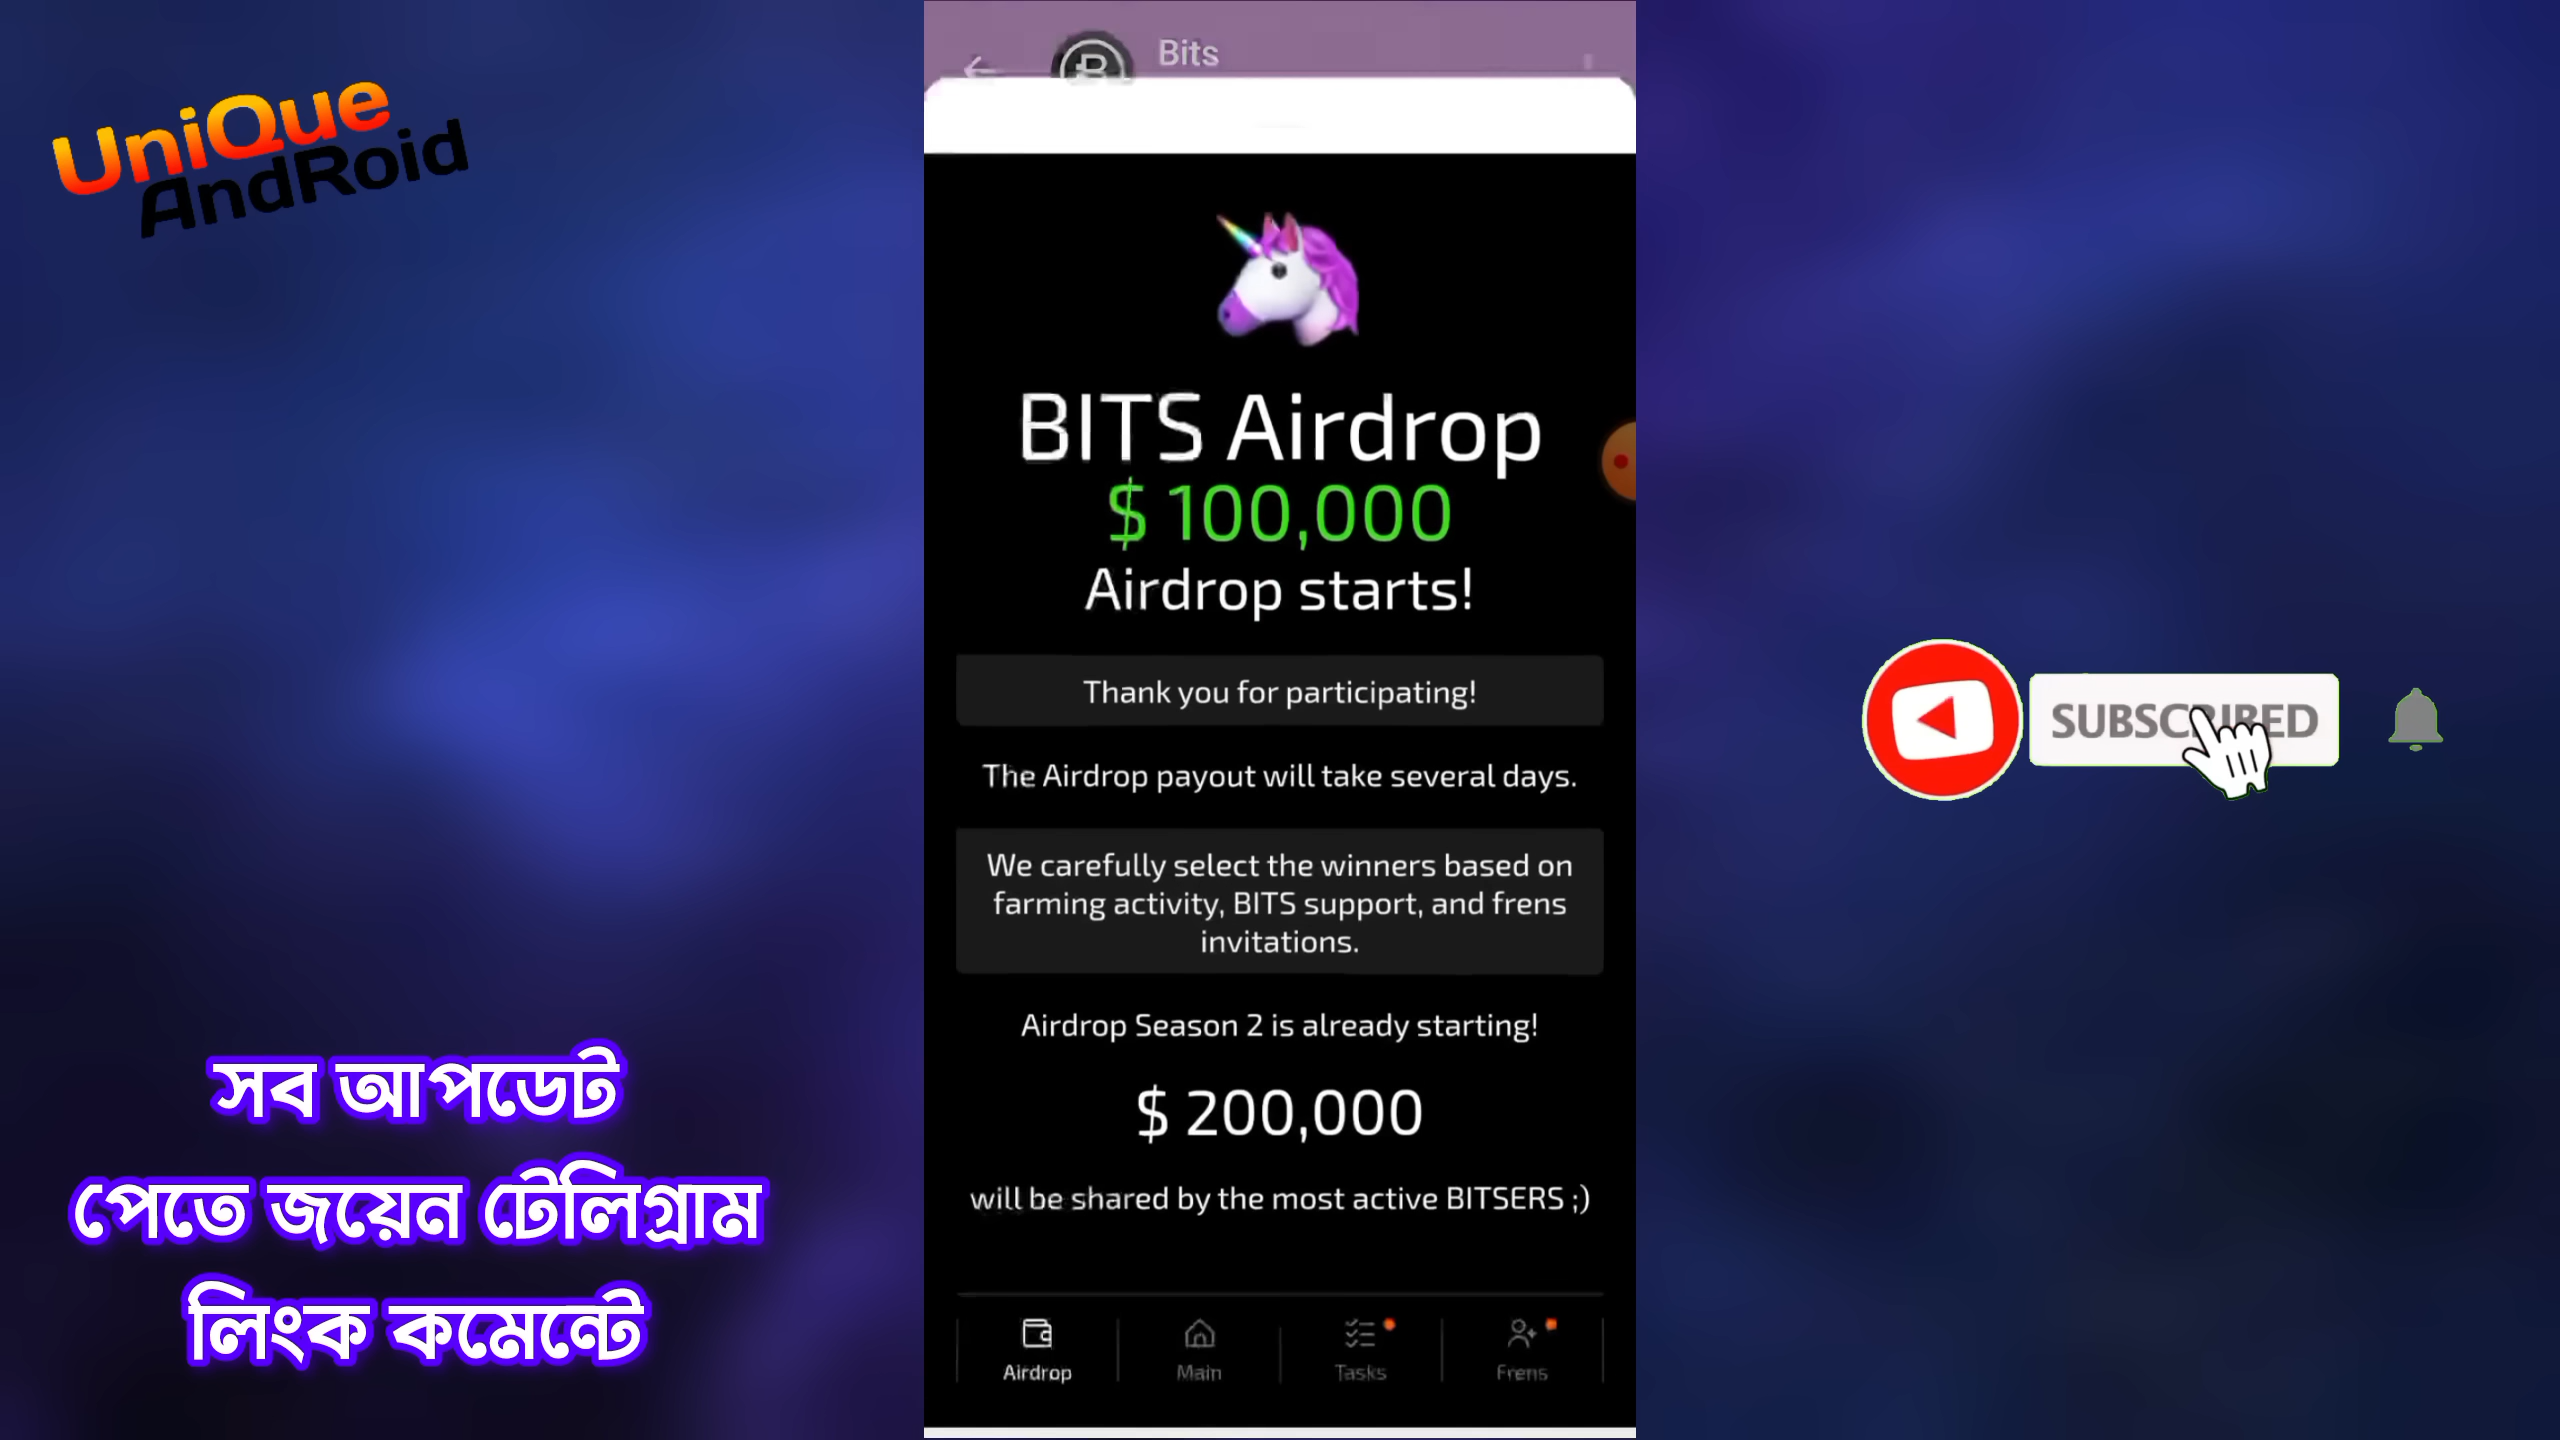 UniQue
AndRoid
Bits
BITS Airdrop
$ 100,000
Airdrop starts!
Thank you for participating!
The Airdrop payout will take several days.
We carefully select the winners based on
farming activity, BITS support, and frens
invitations.
Airdrop Season 2 is already starting!
$ 200,000
will be shared by the most active BITSERS ;)
Airdrop
Main
Tasks
Frens
SUBSCRIBED
সব আপডেট
পেতে জয়েন টেলিগ্রাম
লিংক কমেন্টে